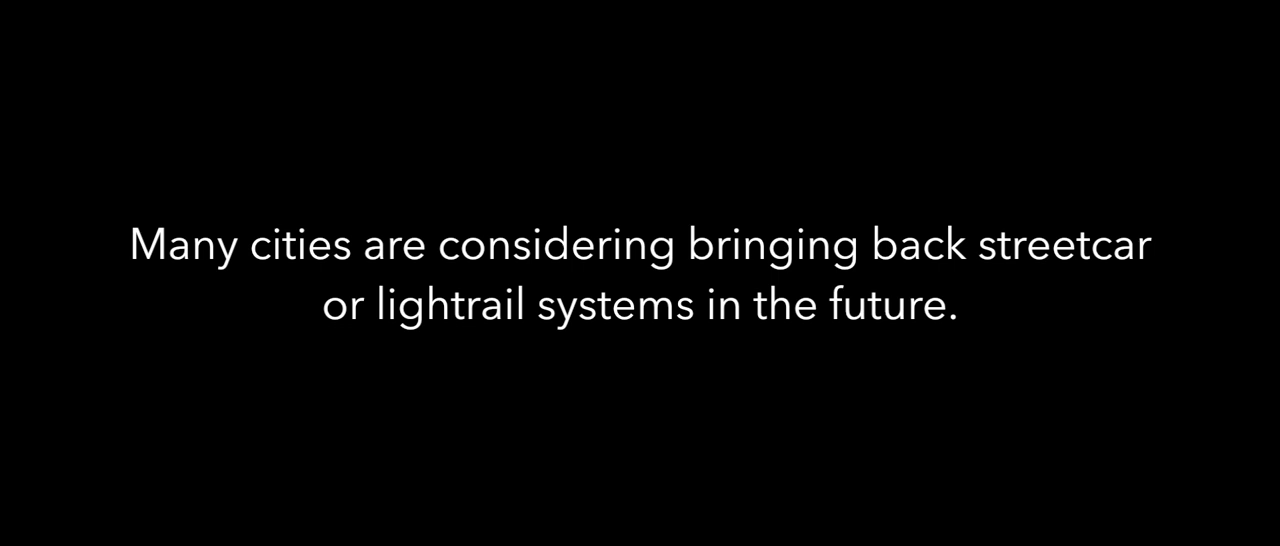 Many cities are considering bringing back streetcar
or lightrail systems in the future.